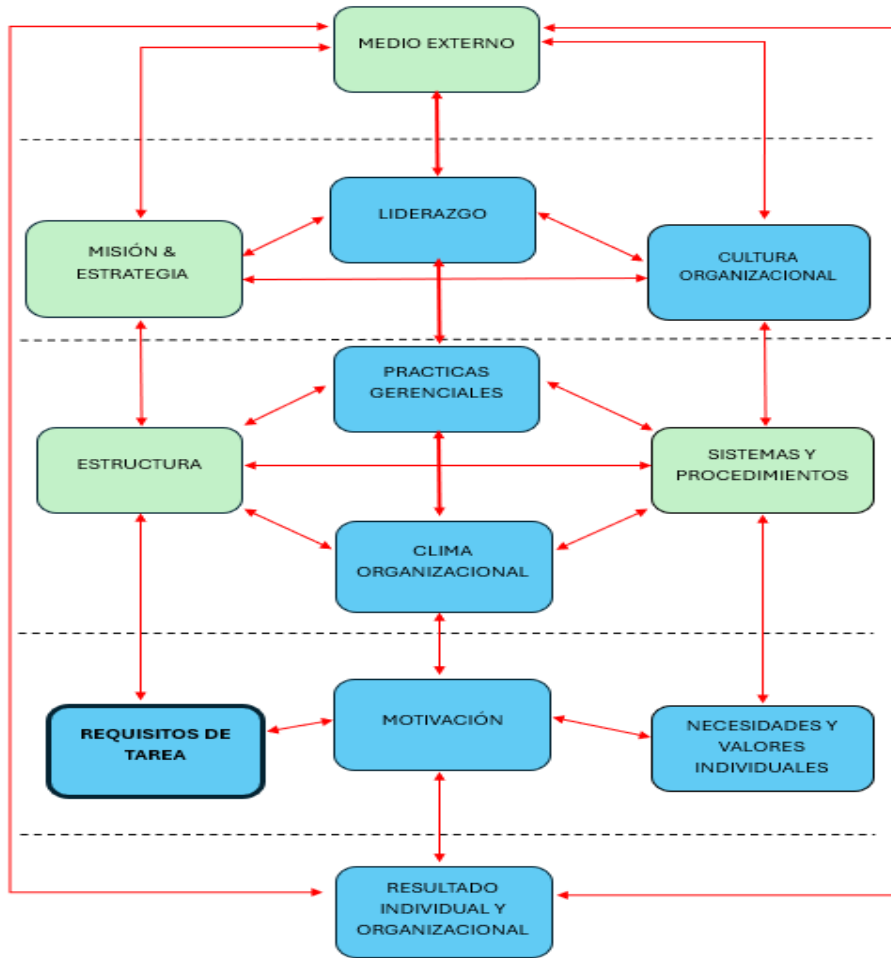 MEDIO EXTERNO
LIDERAZGO
MISIÓN &
ESTRATEGIA
CULTURA
ORGANIZACIONAL
PRACTICAS
GERENCIALES
ESTRUCTURA
SISTEMAS Y
PROCEDIMIENTOS
CLIMA
ORGANIZACIONAL
REQUISITOS DE
TAREA
MOTIVACIÓN
NECESIDADES Y
VALORES
INDIVIDUALES
RESULTADO
INDIVIDUAL Y
ORGANIZACIONAL